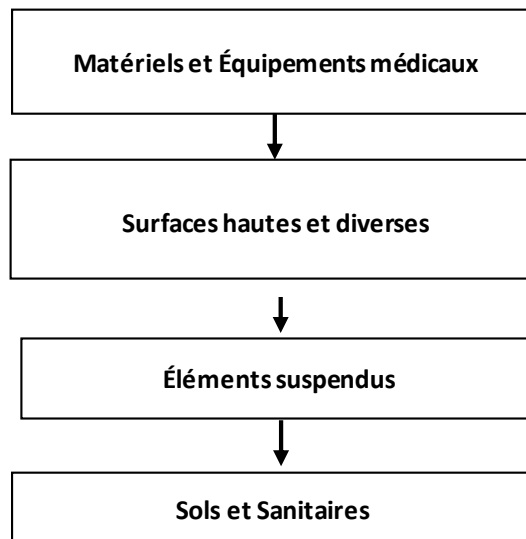 Matériels et Équipements médicaux
Surfaces hautes et diverses
Éléments suspendus
Sols et Sanitaires